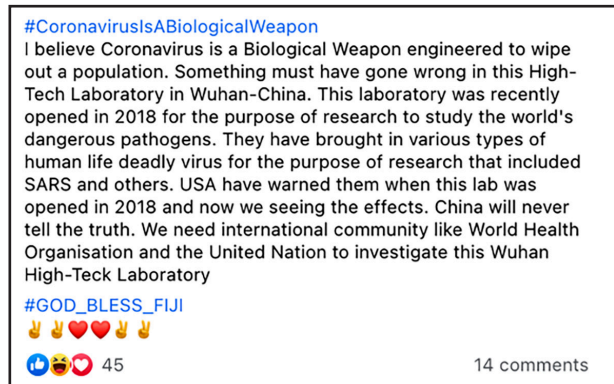 #CoronavirusIsABiologicalWeapon
I believe Coronavirus is a Biological Weapon engineered to wipe
out a population. Something must have gone wrong in this High-
Tech Laboratory in Wuhan-China. This laboratory was recently
opened in 2018 for the purpose of research to study the world's
dangerous pathogens. They have brought in various types of
human life deadly virus for the purpose of research that included
SARS and others. USA have warned them when this lab was
opened in 2018 and now we seeing the effects. China will never
tell the truth. We need international community like World Health
Organisation and the United Nation to investigate this Wuhan
High-Teck Laboratory
#GOD_BLESS_FIJI
✌️✌️❤️❤️✌️✌️
45 14 comments